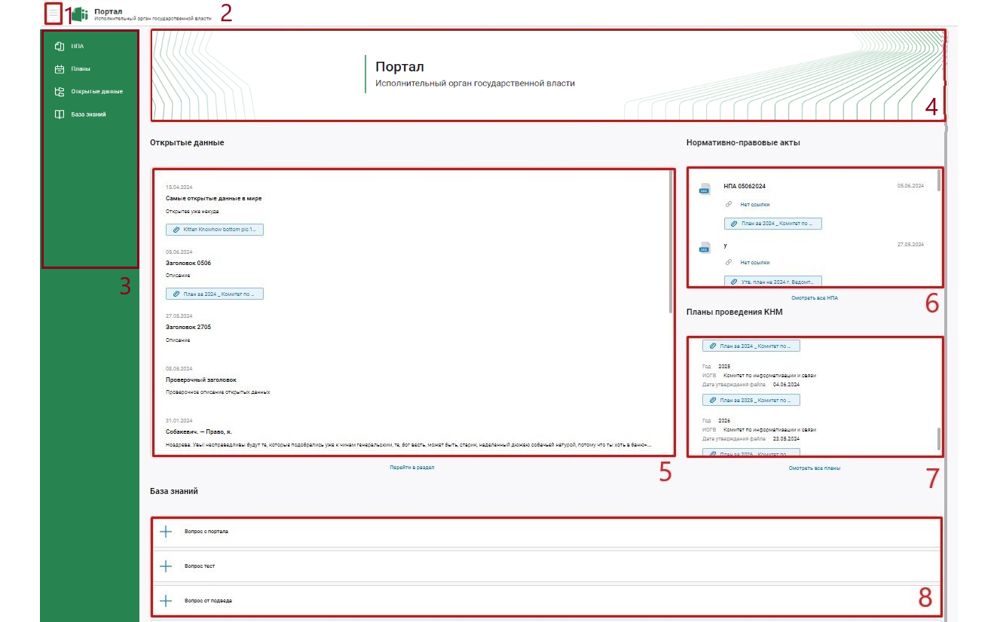 1
Портал
Исполнительный орган государственной власти
2
НПА
Планы
Открытые данные
База знаний
3
Портал
Исполнительный орган государственной власти
4
Открытые данные
15.04.2024
Самые открытые данные в мире
Открытее уже некуда
Kitten Knowhow bottom pic 1...
05.06.2024
Заголовок 0506
Описание
План за 2024 _ Комитет по ...
27.05.2024
Заголовок 2705
Описание
08.05.2024
Проверочный заголовок
Проверочное описание открытых данных
31.01.2024
Собакевич. — Право, я.
Ноздрева. Увы! несправедливы будут те, которые подобрались уже к чинам генеральским, те, бог весть, может быть, старик, наделенный дюжею собачьей натурой, потому что ты хоть в баню»...
5
Перейти в раздел
Нормативно-правовые акты
НПА 05062024
05.06.2024
Нет ссылки
План за 2024 _ Комитет по ...
у
27.05.2024
Нет ссылки
Утв. план на 2024 г. Ведомт...
Смотреть все НПА
6
Планы проведения КНМ
План за 2024 _ Комитет по ...
Год 2025
ИОГВ Комитет по информатизации и связи
Дата утверждения файла 04.06.2024
План за 2025 _ Комитет по ...
Год 2026
ИОГВ Комитет по информатизации и связи
Дата утверждения файла 23.05.2024
План за 2026 _ Комитет по ...
Смотреть все планы
7
База знаний
Вопрос с портала
Вопрос тест
Вопрос от подведа
8